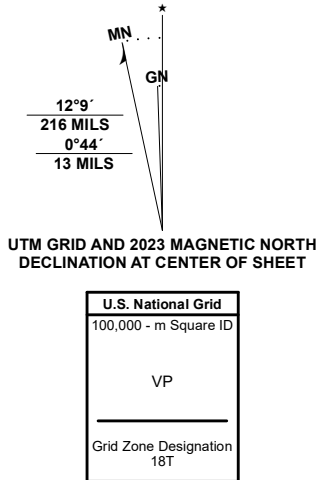 ★
MN
GN
12°9´
216 MILS
0°44´
13 MILS
UTM GRID AND 2023 MAGNETIC NORTH
DECLINATION AT CENTER OF SHEET
U.S. National Grid
100,000 - m Square ID
VP
Grid Zone Designation
18T